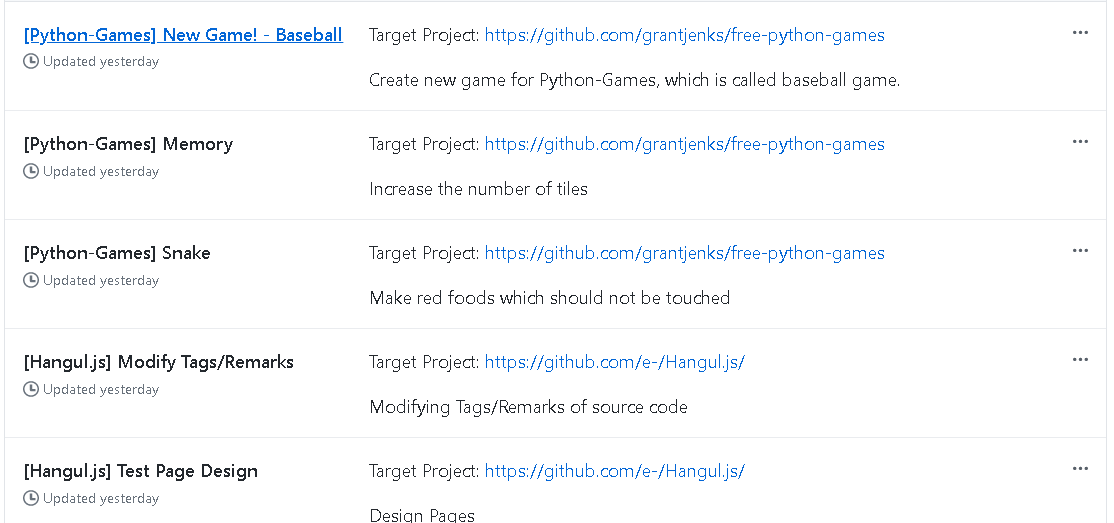 [Python-Games] New Game! - Baseball
Target Project: https://github.com/grantjenks/free-python-games
Updated yesterday
Create new game for Python-Games, which is called baseball game.
[Python-Games] Memory
Target Project: https://github.com/grantjenks/free-python-games
Updated yesterday
Increase the number of tiles
[Python-Games] Snake
Target Project: https://github.com/grantjenks/free-python-games
Updated yesterday
Make red foods which should not be touched
[Hangul.js] Modify Tags/Remarks
Target Project: https://github.com/e-/Hangul.js/
Updated yesterday
Modifying Tags/Remarks of source code
[Hangul.js] Test Page Design
Target Project: https://github.com/e-/Hangul.js/
Updated yesterday
Design Pages